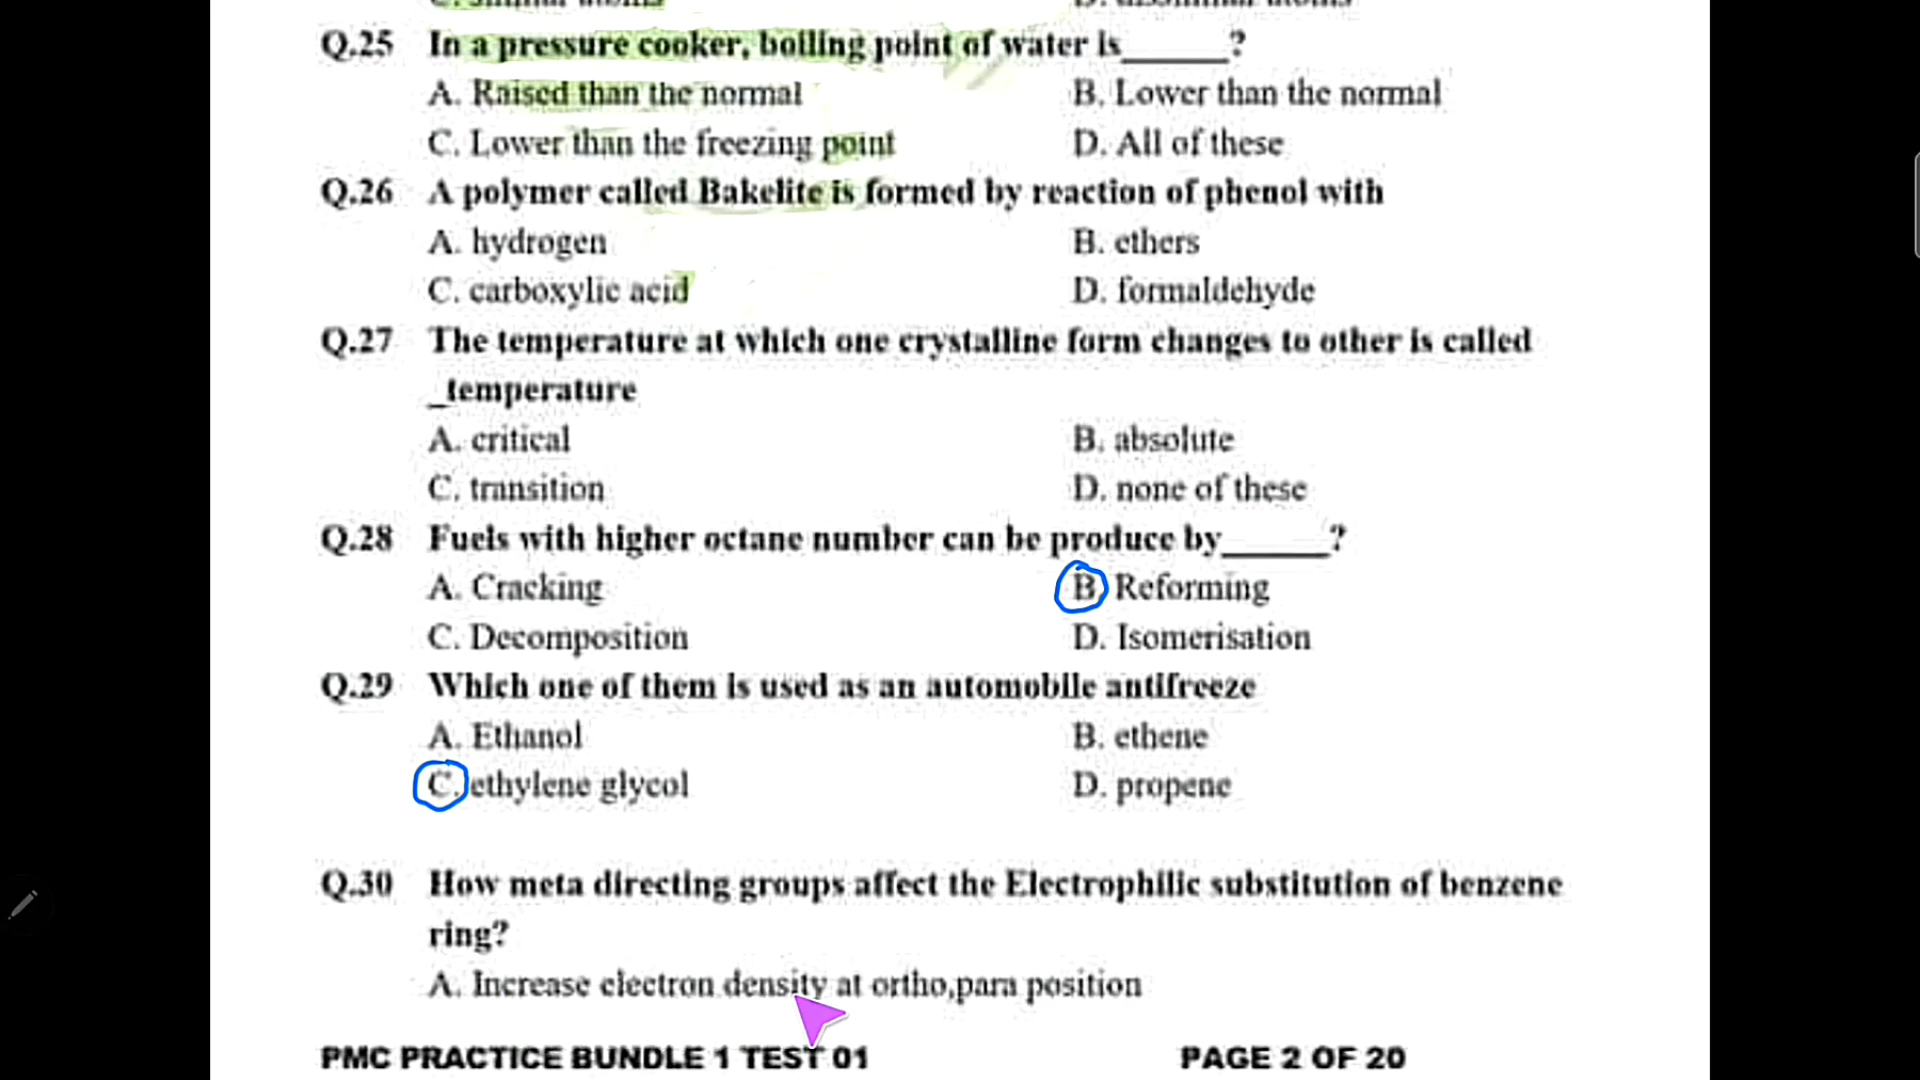 C. similar atoms D. dissimilar atoms
Q.25 In a pressure cooker, boiling point of water is______?
A. Raised than the normal B. Lower than the normal
C. Lower than the freezing point D. All of these
Q.26 A polymer called Bakelite is formed by reaction of phenol with
A. hydrogen B. ethers
C. carboxylic acid D. formaldehyde
Q.27 The temperature at which one crystalline form changes to other is called
_temperature
A. critical B. absolute
C. transition D. none of these
Q.28 Fuels with higher octane number can be produce by______?
A. Cracking B. Reforming
C. Decomposition D. Isomerisation
Q.29 Which one of them is used as an automobile antifreeze
A. Ethanol B. ethene
C. ethylene glycol D. propene
Q.30 How meta directing groups affect the Electrophilic substitution of benzene
ring?
A. Increase electron density at ortho,para position
PMC PRACTICE BUNDLE 1 TEST 01 PAGE 2 OF 20